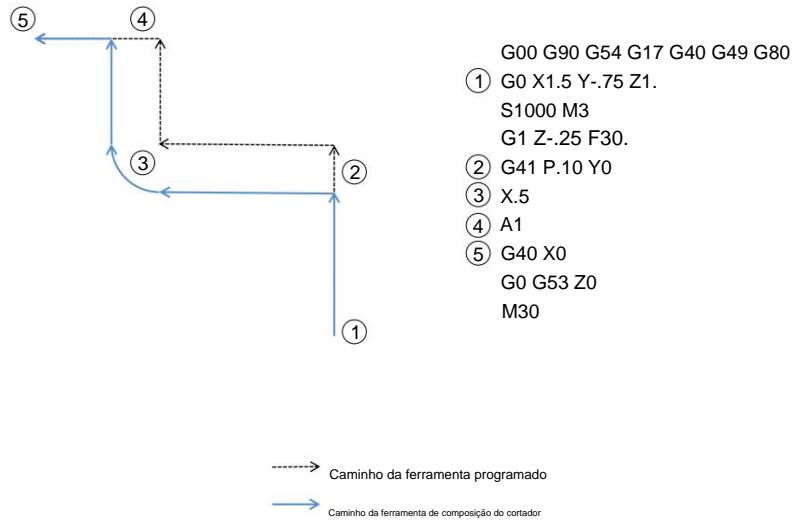 5
4
3
2
1
G00 G90 G54 G17 G40 G49 G80
1 G0 X1.5 Y-.75 Z1.
S1000 M3
G1 Z-.25 F30.
2 G41 P.10 Y0
3 X.5
4 A1
5 G40 X0
G0 G53 Z0
M30
Caminho da ferramenta programado
Caminho da ferramenta de composição do cortador